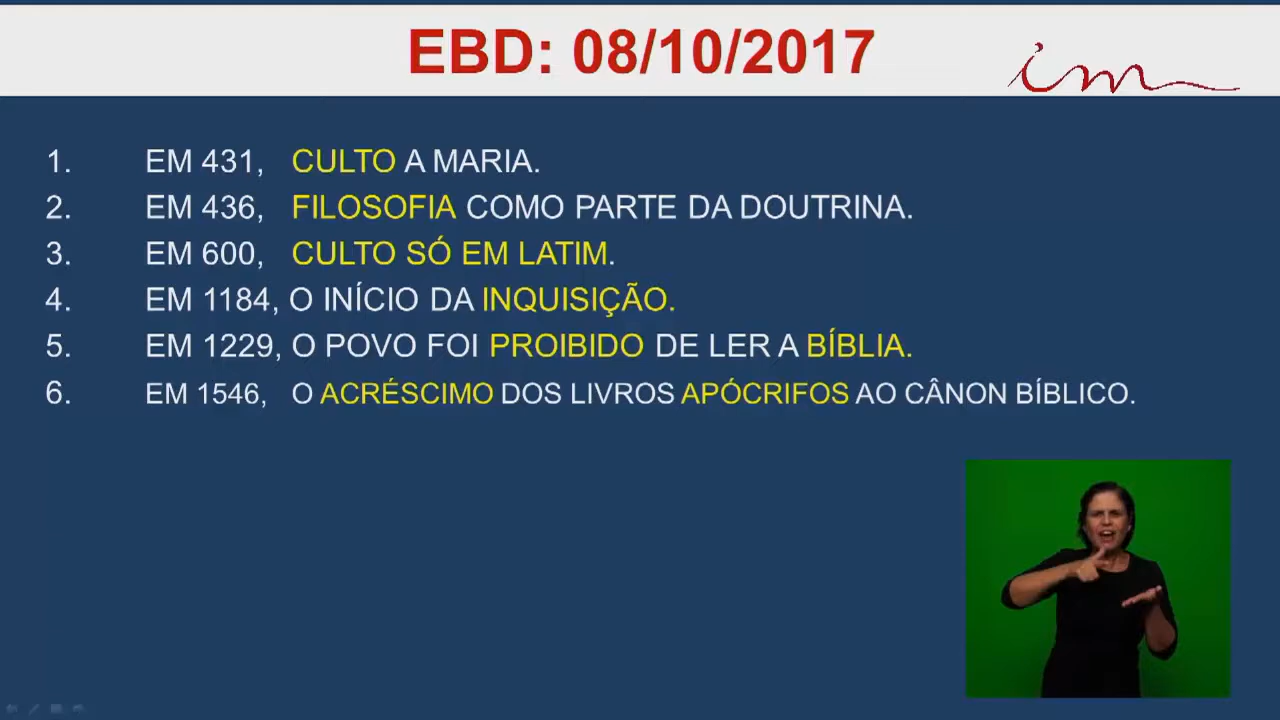 EBD: 08/10/2017
im
1. EM 431, CULTO A MARIA.
2. EM 436, FILOSOFIA COMO PARTE DA DOUTRINA.
3. EM 600, CULTO SÓ EM LATIM.
4. EM 1184, O INÍCIO DA INQUISIÇÃO.
5. EM 1229, O POVO FOI PROIBIDO DE LER A BÍBLIA.
6. EM 1546, O ACRÉSCIMO DOS LIVROS APÓCRIFOS AO CÂNON BÍBLICO.